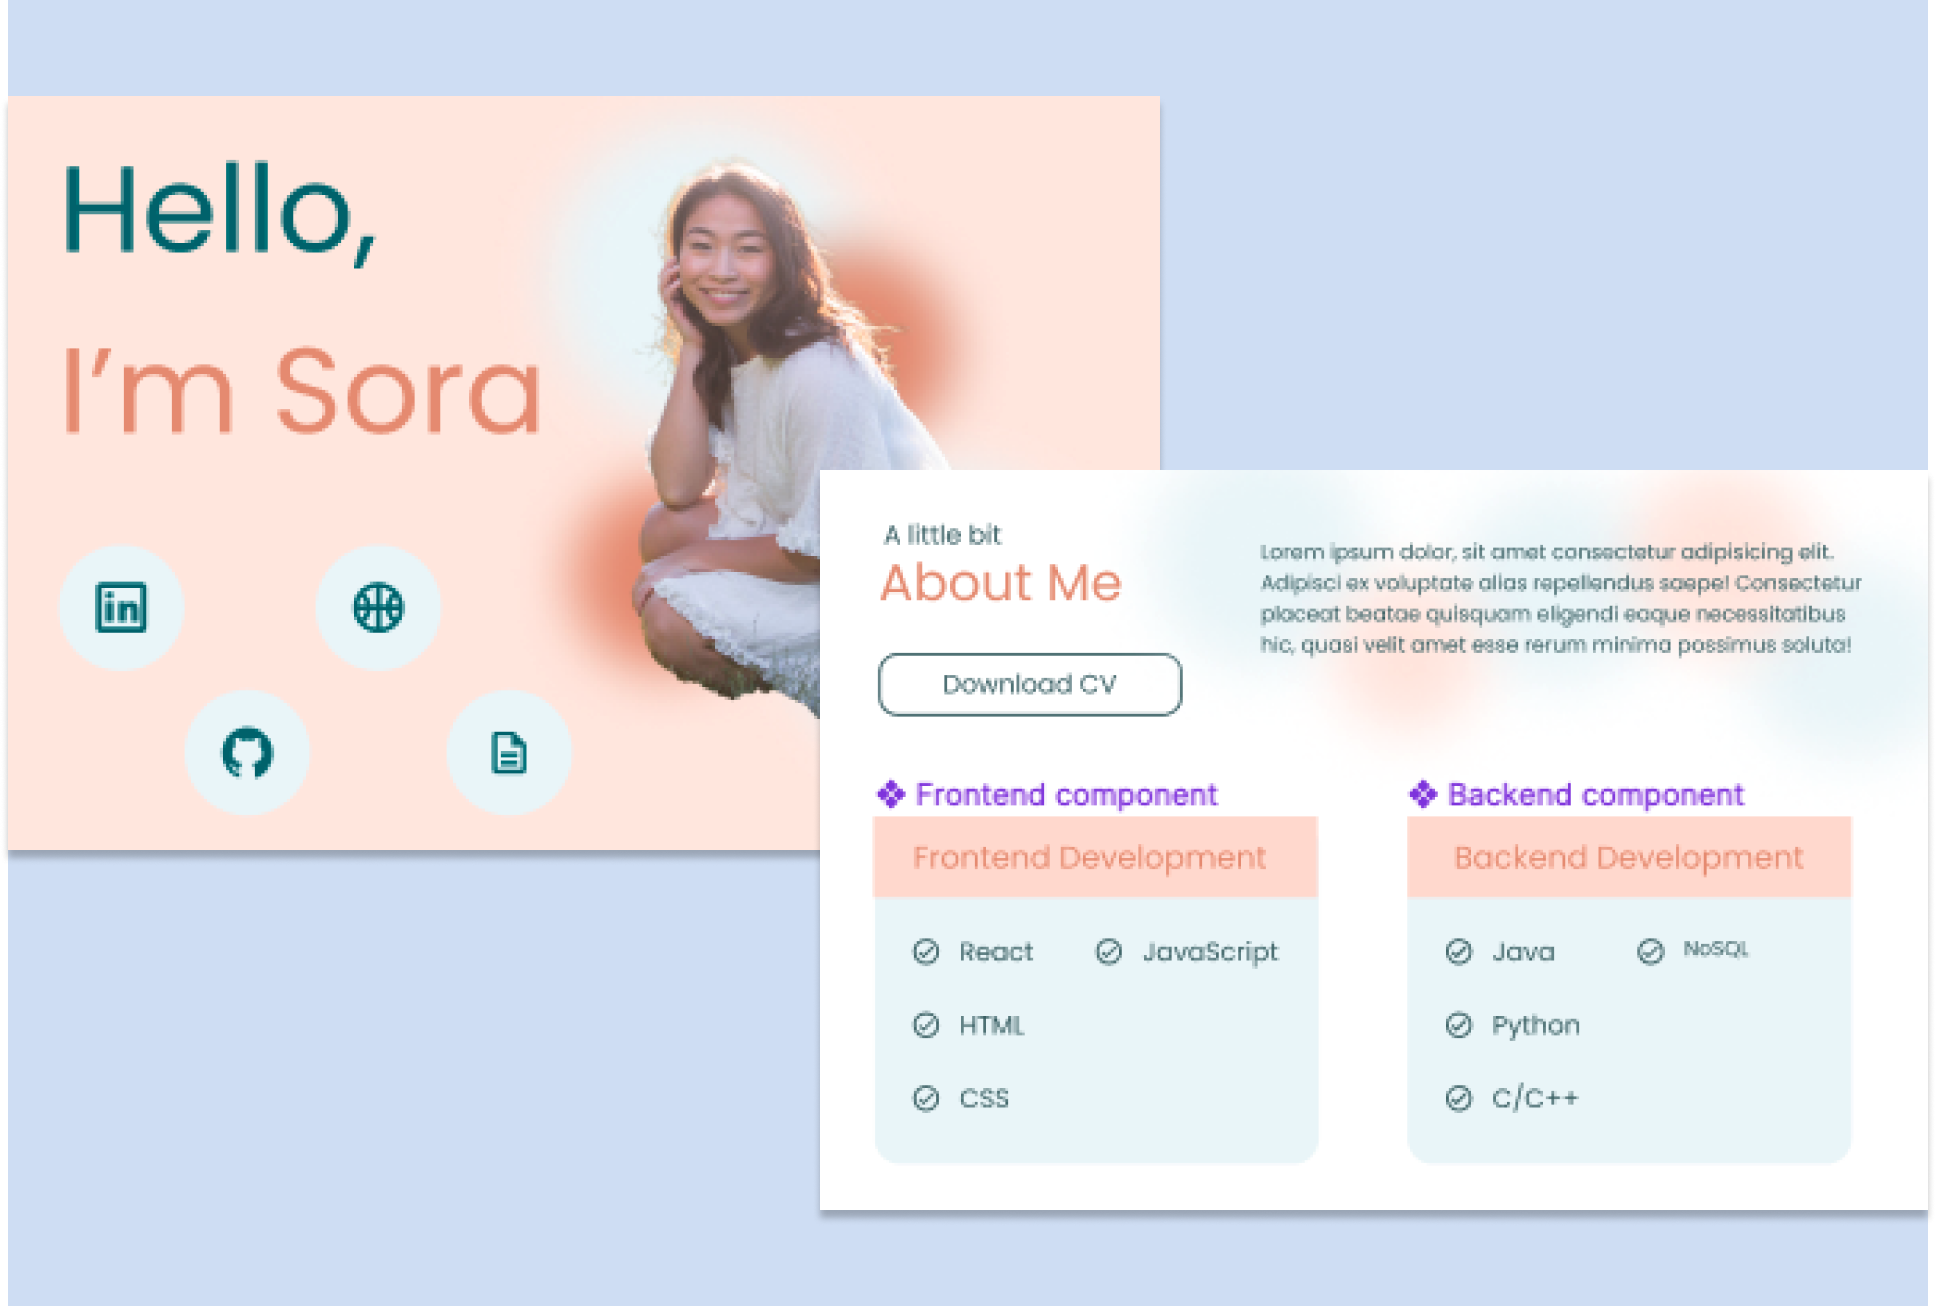 Hello,
I'm Sora
in
A little bit
About Me
Download CV
Lorem ipsum dolor, sit amet consectetur adipisicing elit.
Adipisci ex voluptate alias repellendus saepe! Consectetur
placeat beatae quisquam eligendi eaque necessitatibus
hic, quasi velit amet esse rerum minima possimus soluta!
Frontend component
Frontend Development
React
JavaScript
HTML
CSS
Backend component
Backend Development
Java
NoSQL
Python
C/C++